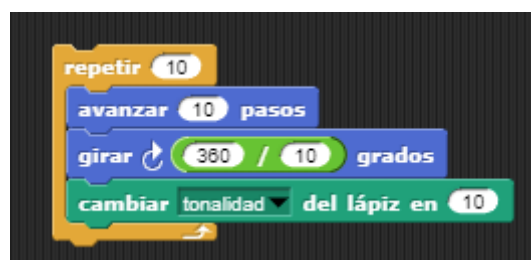 repetir 10
avanzar 10 pasos
girar 360 / 10 grados
cambiar tonalidad del lápiz en 10